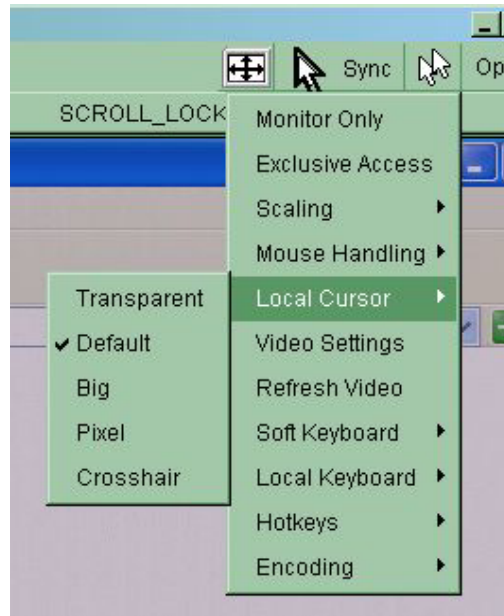 Sync Op
SCROLL_LOCK
Monitor Only
Exclusive Access
Scaling
Mouse Handling
Local Cursor
Video Settings
Refresh Video
Soft Keyboard
Local Keyboard
Hotkeys
Encoding
Transparent
Default
Big
Pixel
Crosshair